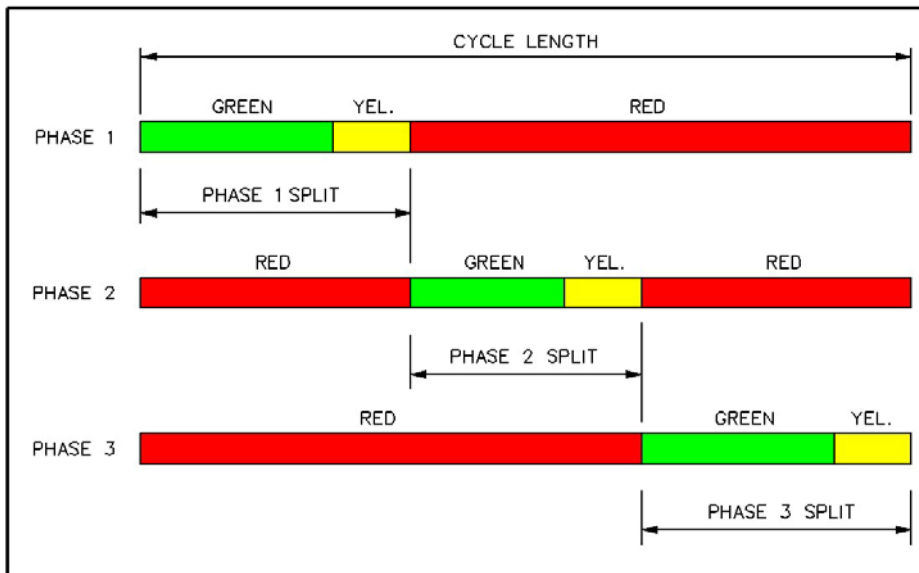 CYCLE LENGTH
GREEN YEL. RED
PHASE 1
PHASE 1 SPLIT
RED GREEN YEL. RED
PHASE 2
PHASE 2 SPLIT
RED GREEN YEL.
PHASE 3
PHASE 3 SPLIT